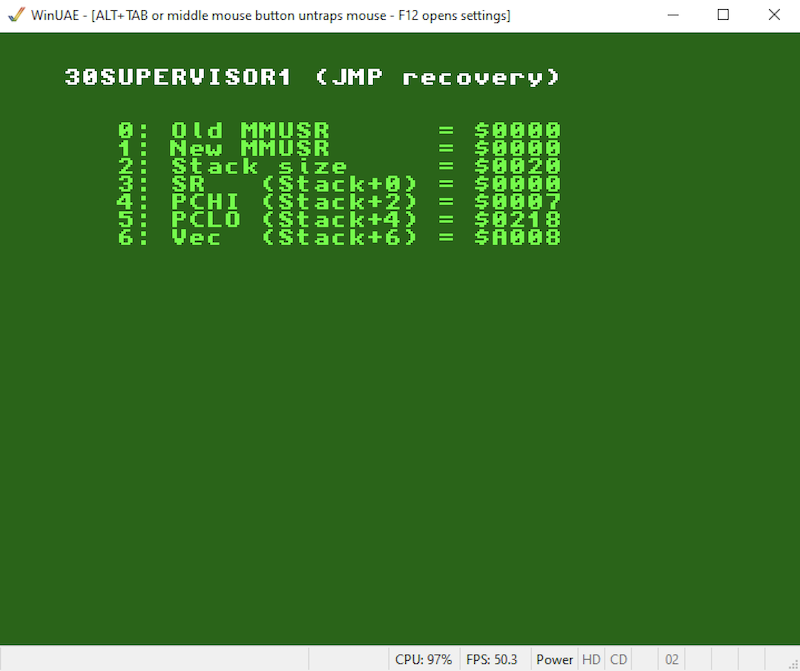 WinUAE - [ALT+TAB or middle mouse button untraps mouse - F12 opens settings]
30SUPERVISOR1 (JMP recovery)
0: Old MMUSR = $0000
1: New MMUSR = $0000
2: Stack size = $0020
3: SR (Stack+0) = $0000
4: PCHI (Stack+2) = $0007
5: PCLO (Stack+4) = $0218
6: Vec (Stack+6) = $A008
CPU: 97% FPS: 50.3 Power HD CD 02